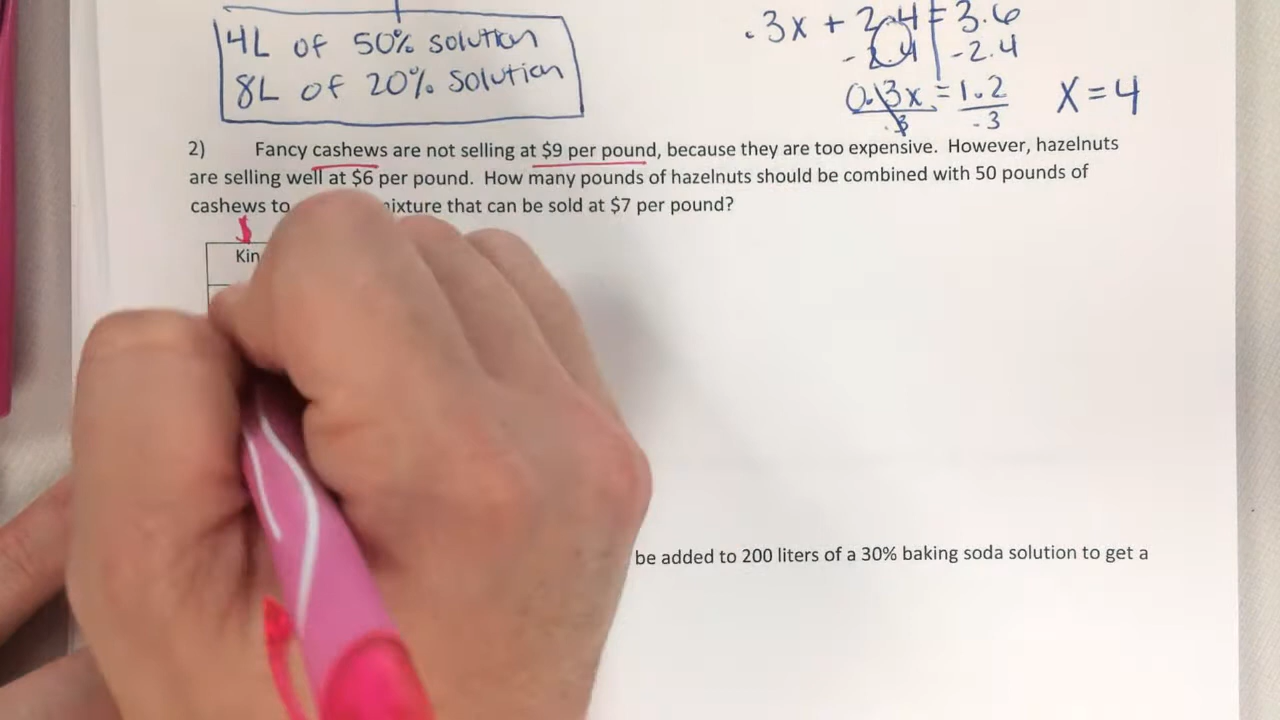 4L of 50% solution
8L of 20% solution
.3x + 2.4 = 3.6
- 2.4 -2.4
0.3x = 1.2
.3 .3
x = 4
2) Fancy cashews are not selling at $9 per pound, because they are too expensive. However, hazelnuts
are selling well at $6 per pound. How many pounds of hazelnuts should be combined with 50 pounds of
cashews to mixture that can be sold at $7 per pound?
$
be added to 200 liters of a 30% baking soda solution to get a